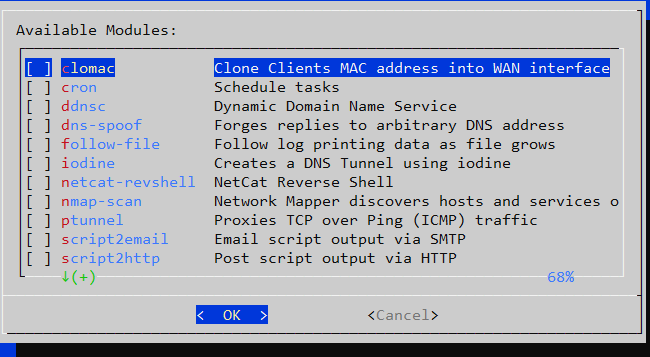 Available Modules:
[ ] clomac Clone Clients MAC address into WAN interface
[ ] cron Schedule tasks
[ ] ddnsc Dynamic Domain Name Service
[ ] dns-spoof Forges replies to arbitrary DNS address
[ ] follow-file Follow log printing data as file grows
[ ] iodine Creates a DNS Tunnel using iodine
[ ] netcat-revshell NetCat Reverse Shell
[ ] nmap-scan Network Mapper discovers hosts and services o
[ ] ptunnel Proxies TCP over Ping (ICMP) traffic
[ ] script2email Email script output via SMTP
[ ] script2http Post script output via HTTP
↓(+) 68%
< OK > <Cancel>